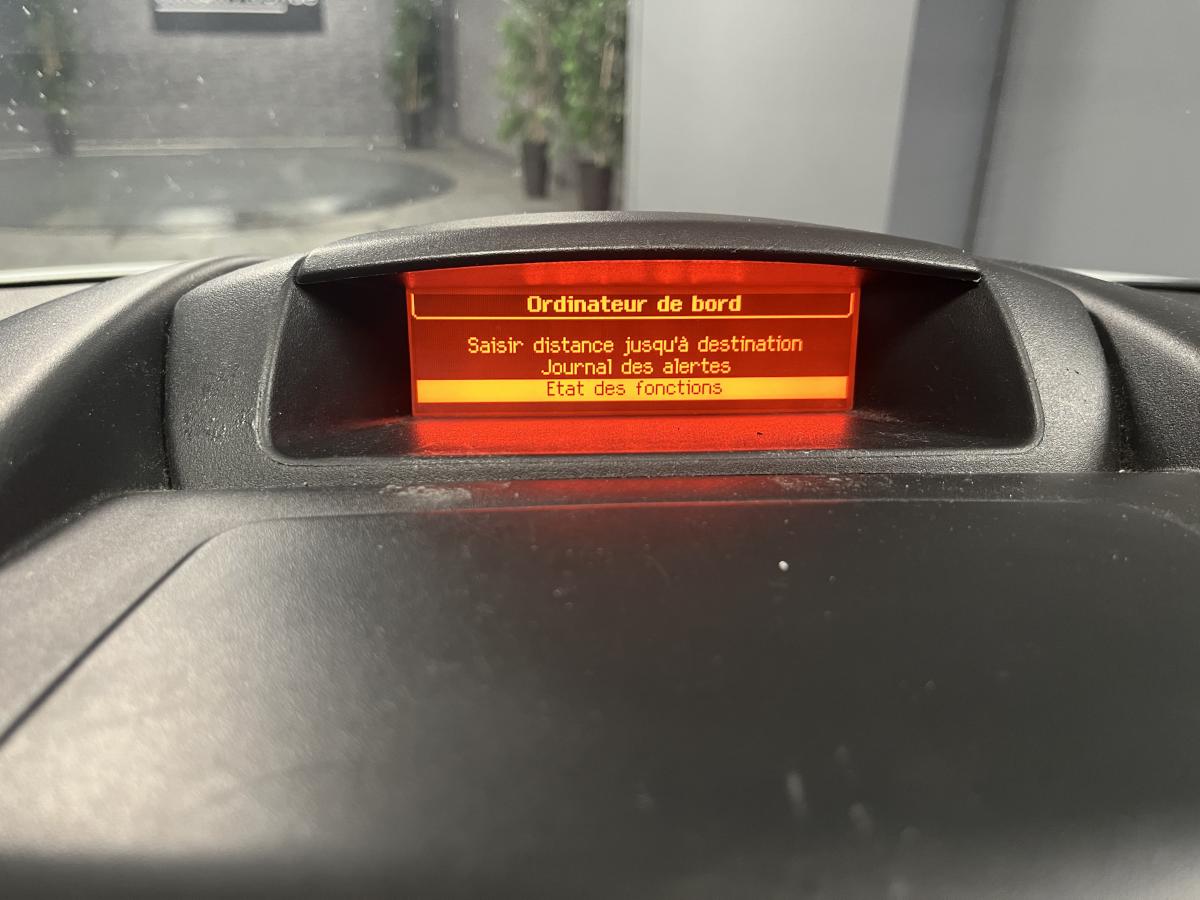 Ordinateur de bord
Saisir distance jusqu'à destination
Journal des alertes
Etat des fonctions